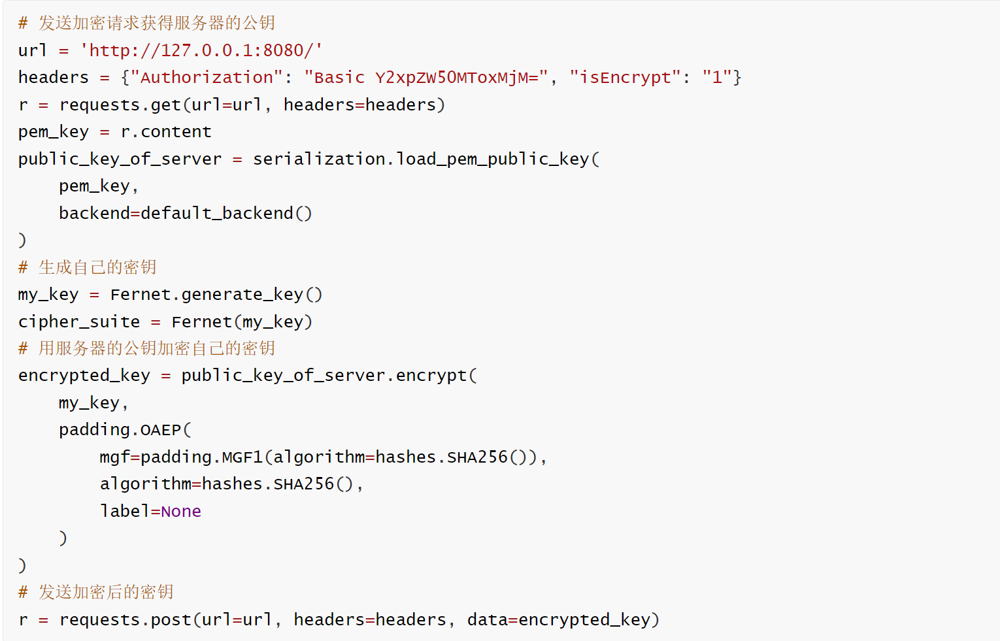 # 发送加密请求获得服务器的公钥
url = 'http://127.0.0.1:8080/'
headers = {"Authorization": "Basic Y2xpZW50MToxMjM=", "isEncrypt": "1"}
r = requests.get(url=url, headers=headers)
pem_key = r.content
public_key_of_server = serialization.load_pem_public_key(
    pem_key,
    backend=default_backend()
)
# 生成自己的密钥
my_key = Fernet.generate_key()
cipher_suite = Fernet(my_key)
# 用服务器的公钥加密自己的密钥
encrypted_key = public_key_of_server.encrypt(
    my_key,
    padding.OAEP(
        mgf=padding.MGF1(algorithm=hashes.SHA256()),
        algorithm=hashes.SHA256(),
        label=None
    )
)
# 发送加密后的密钥
r = requests.post(url=url, headers=headers, data=encrypted_key)